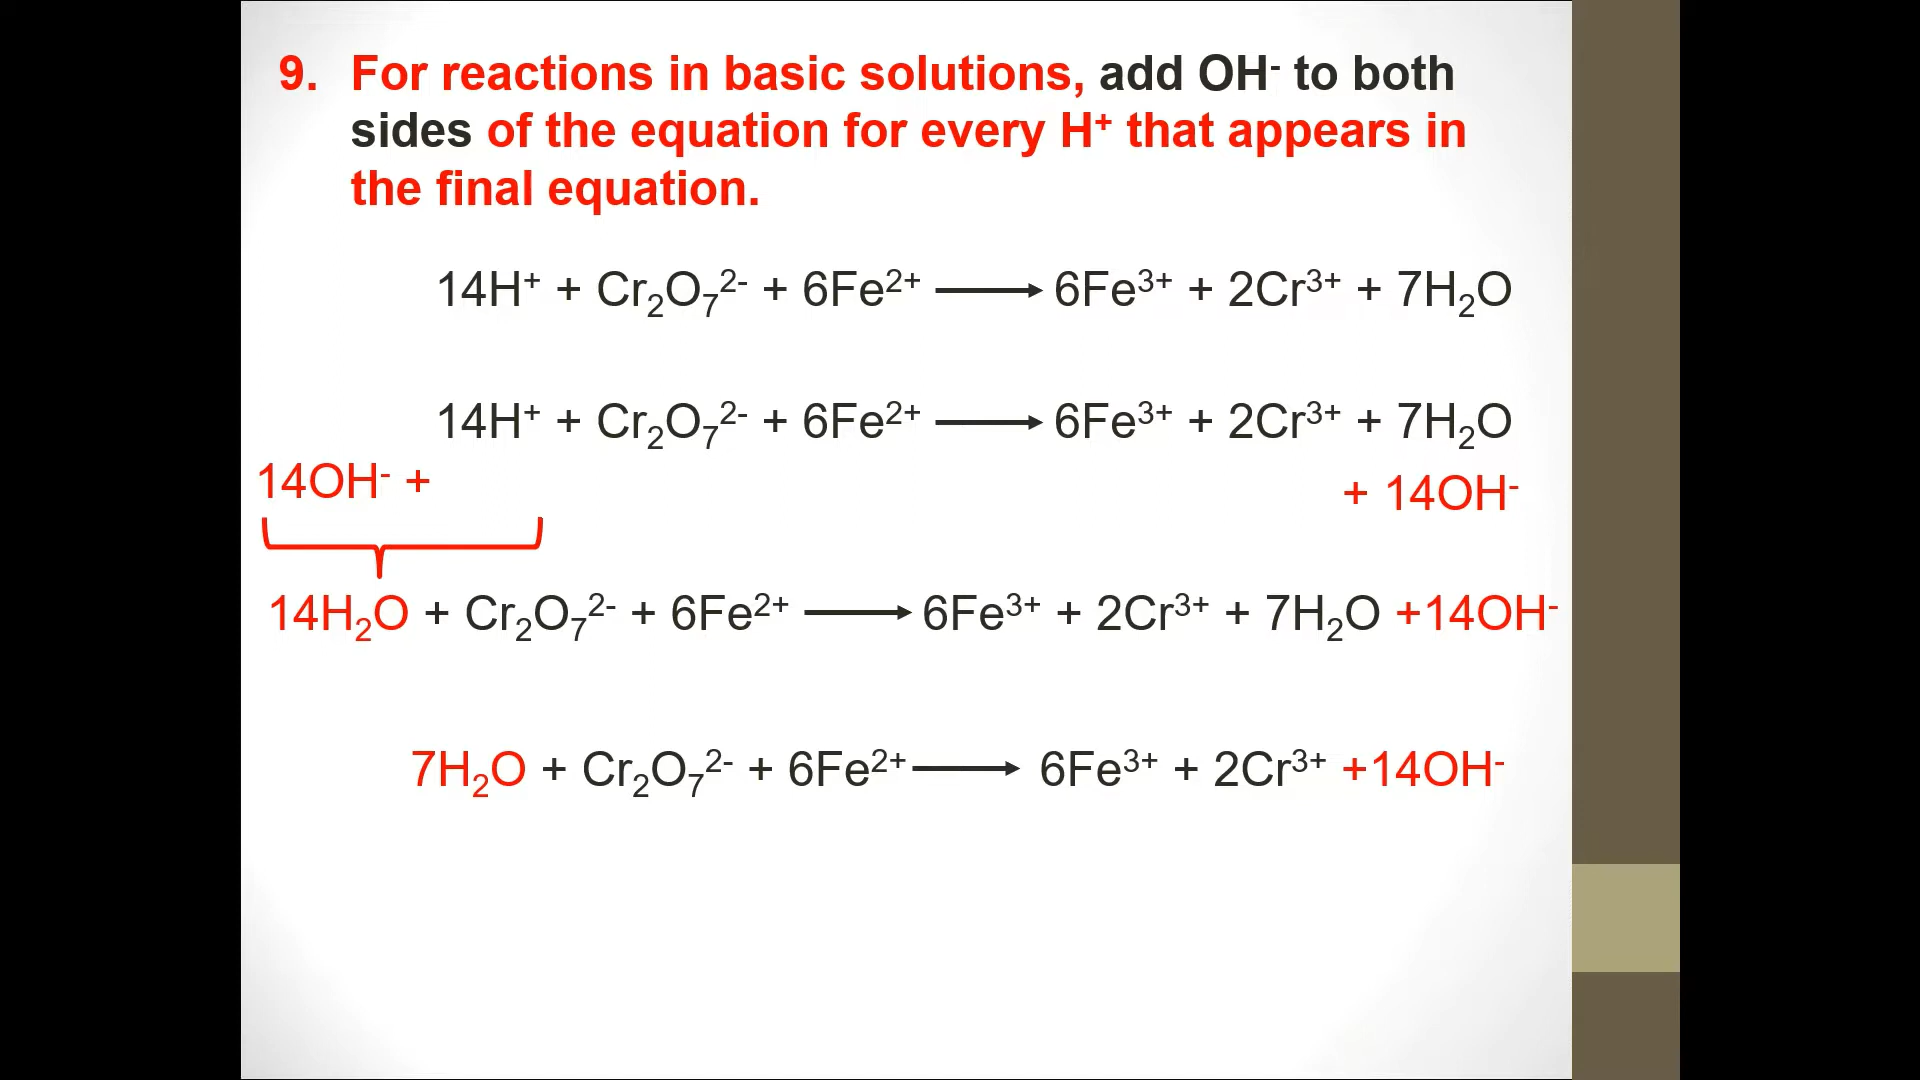 9. For reactions in basic solutions, add OH⁻ to both
sides of the equation for every H⁺ that appears in
the final equation.
14H⁺ + Cr₂O₇²⁻ + 6Fe²⁺ ⟶ 6Fe³⁺ + 2Cr³⁺ + 7H₂O
14H⁺ + Cr₂O₇²⁻ + 6Fe²⁺ ⟶ 6Fe³⁺ + 2Cr³⁺ + 7H₂O
14OH⁻ +
+ 14OH⁻
14H₂O + Cr₂O₇²⁻ + 6Fe²⁺ ⟶ 6Fe³⁺ + 2Cr³⁺ + 7H₂O +14OH⁻
7H₂O + Cr₂O₇²⁻ + 6Fe²⁺ ⟶ 6Fe³⁺ + 2Cr³⁺ +14OH⁻